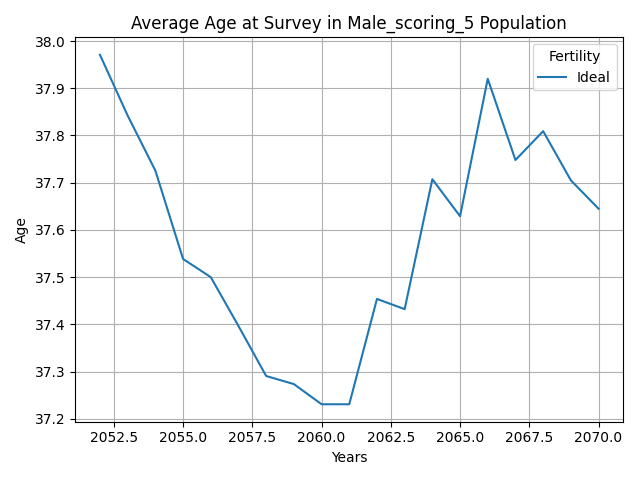 Average Age at Survey in Male_scoring_5 Population
Fertility
Ideal
38.0
37.9
37.8
37.7
37.6
37.5
37.4
37.3
37.2
Age
2052.5 2055.0 2057.5 2060.0 2062.5 2065.0 2067.5 2070.0
Years